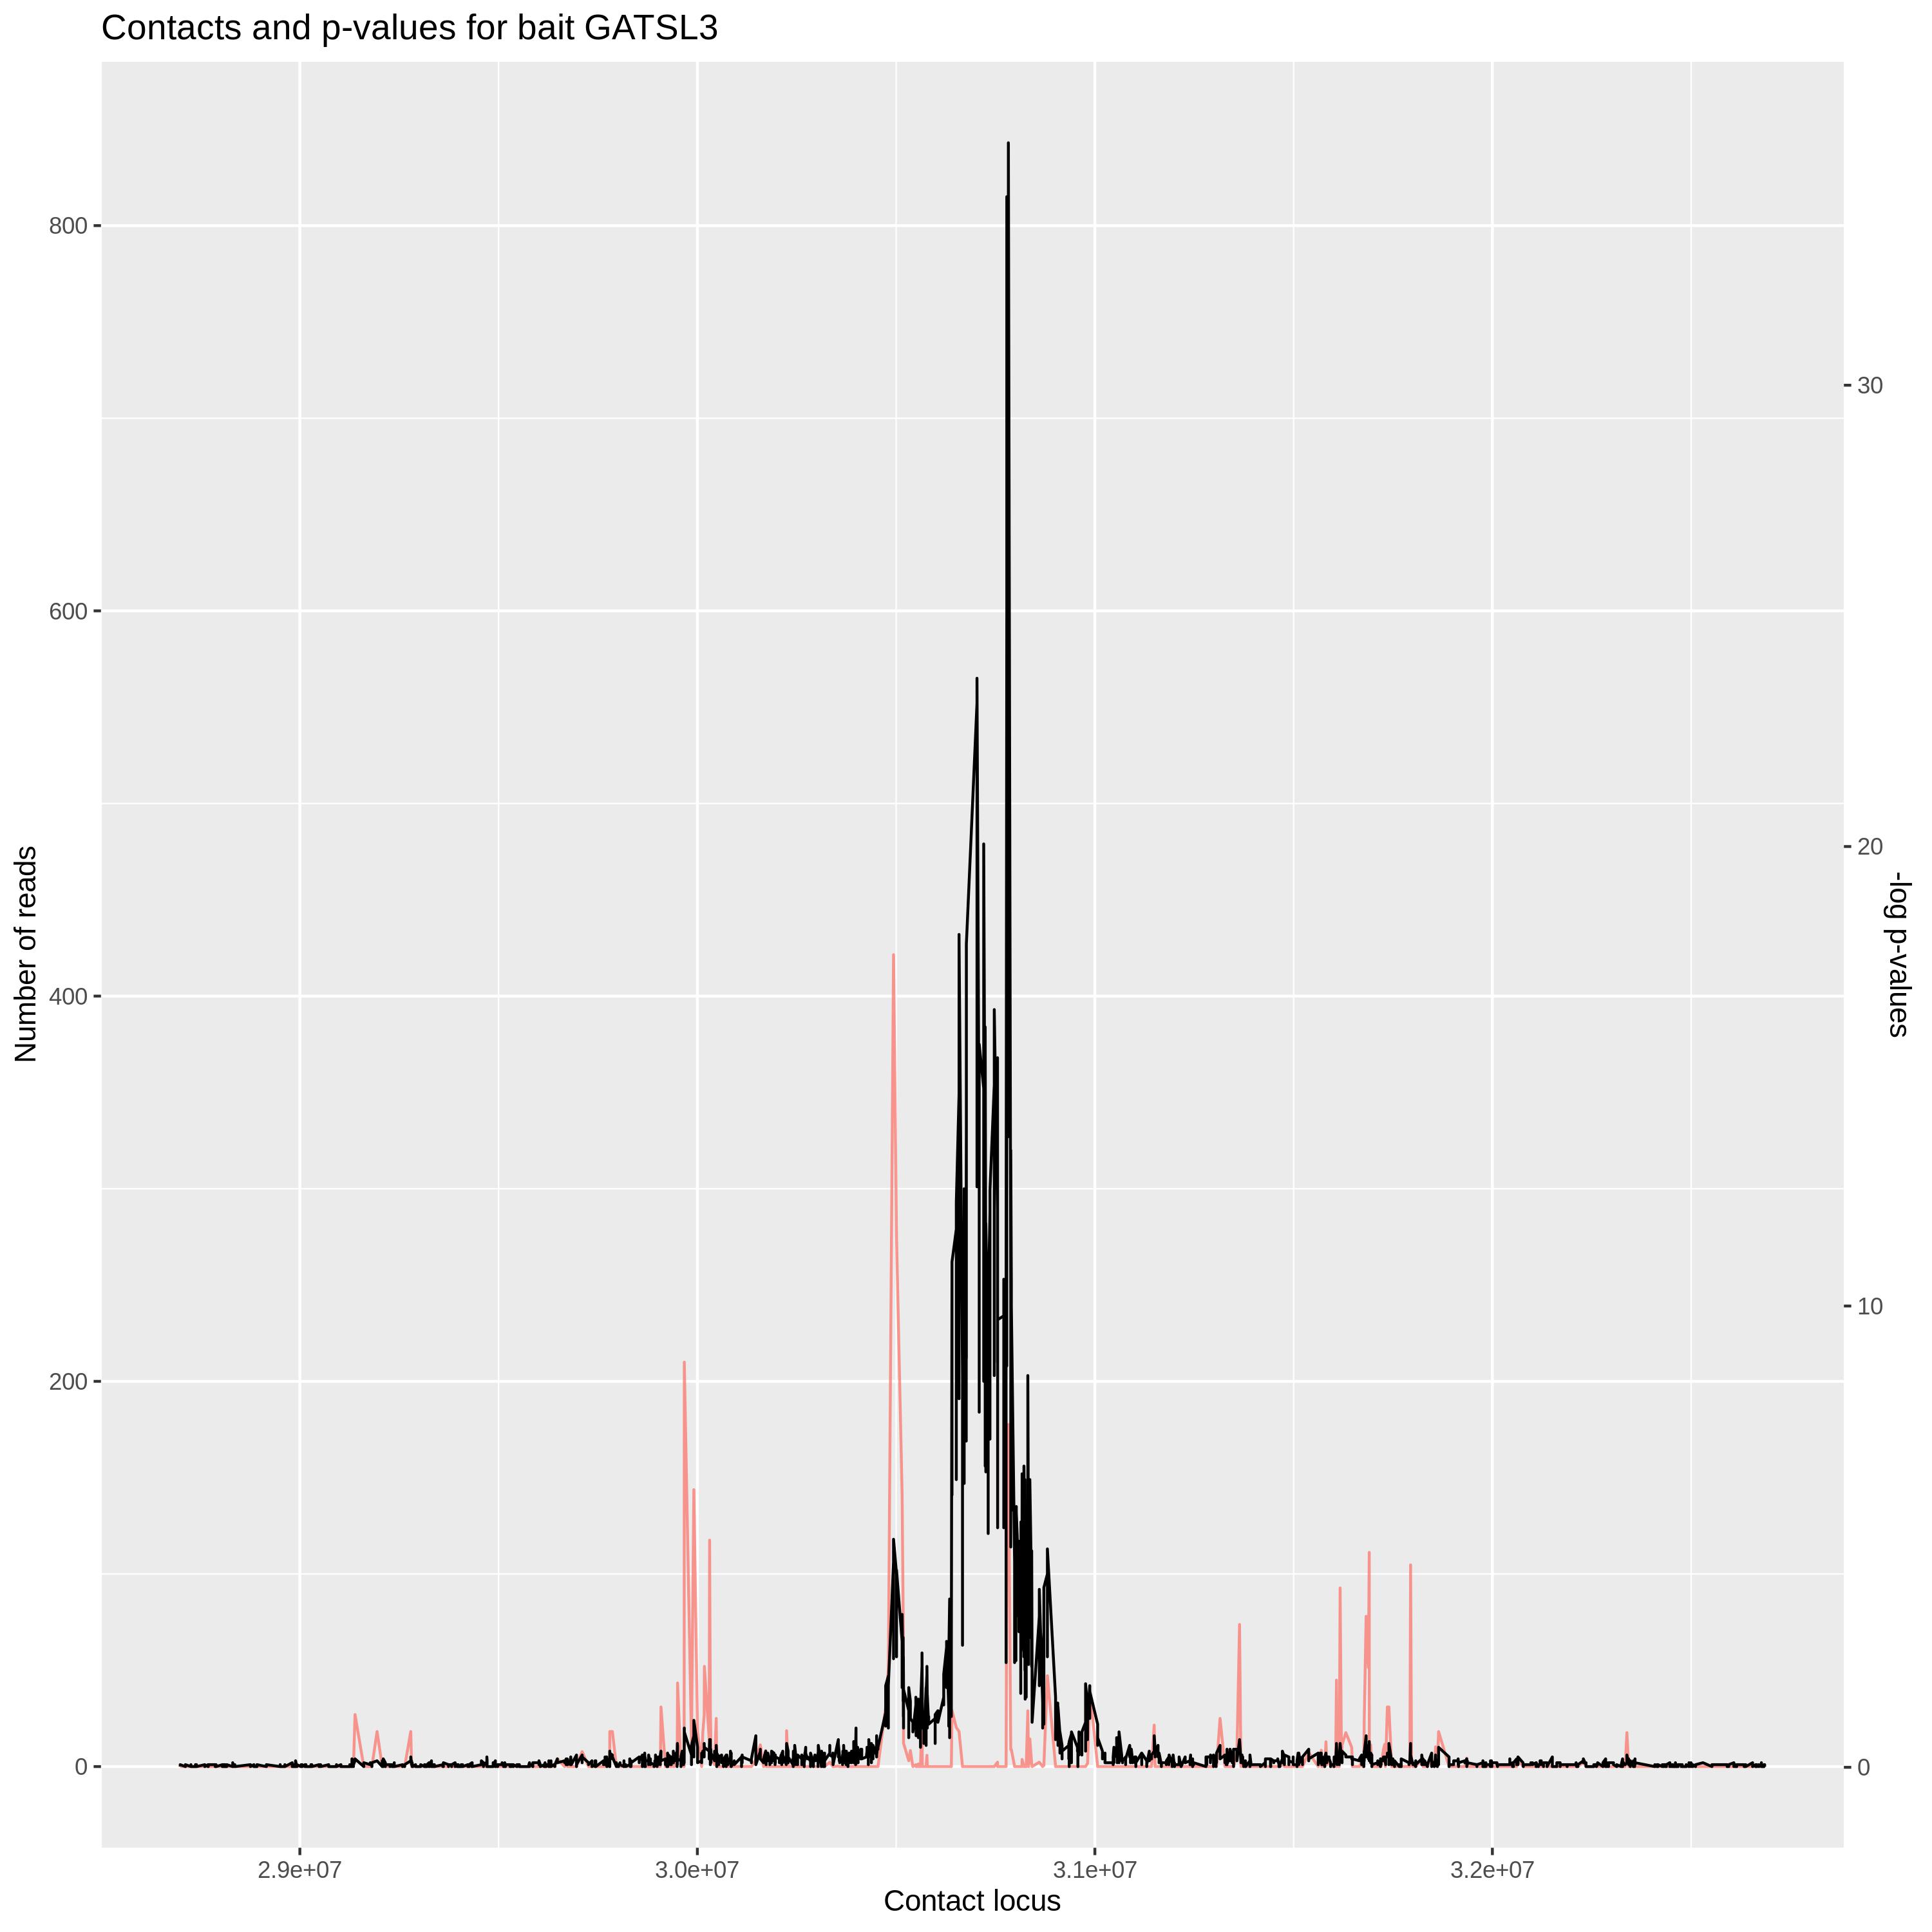 Contacts and p-values for bait GATSL3
800
600
400
200
0
30
20
10
0
Number of reads
-log p-values
2.9e+07
3.0e+07
3.1e+07
3.2e+07
Contact locus